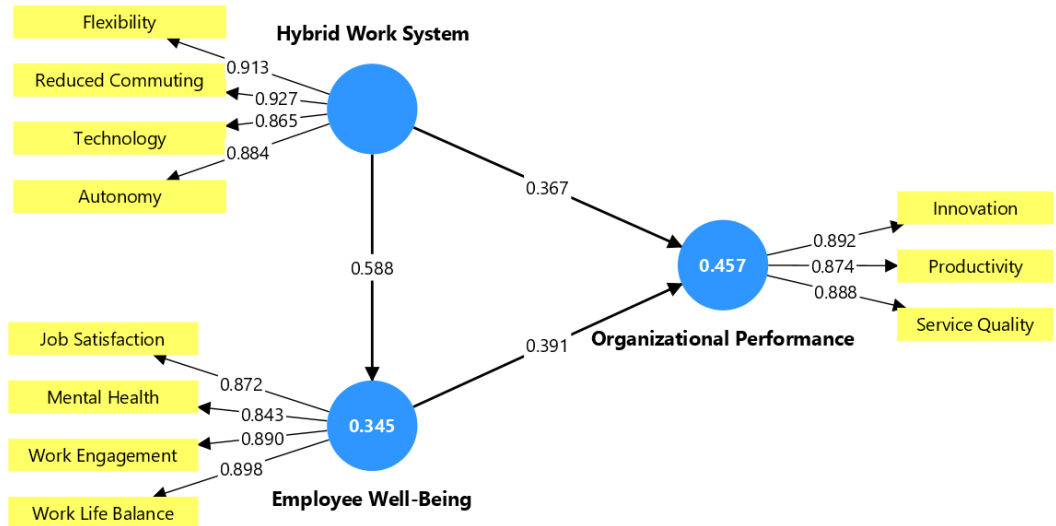 Flexibility
Hybrid Work System
0.913
Reduced Commuting
0.927
0.865
Technology
0.884
Autonomy
0.367
Innovation
0.892
0.588
0.457
0.874
Productivity
0.888
Service Quality
Job Satisfaction
Organizational Performance
0.391
0.872
Mental Health
0.843
0.345
0.890
Work Engagement
0.898
Employee Well-Being
Work Life Balance